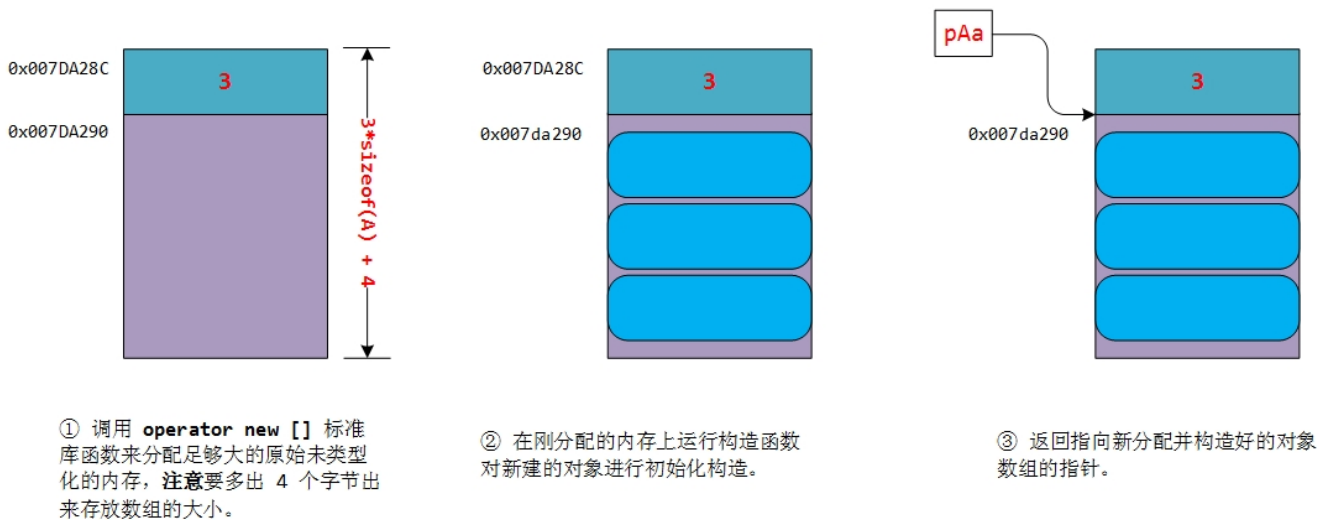 0x007DA28C
3
0x007DA290
3*sizeof(A) + 4
① 调用 operator new [] 标准
库函数来分配足够大的原始未类型
化的内存，注意要多出 4 个字节出
来存放数组的大小。
0x007DA28C
3
0x007da290
② 在刚分配的内存上运行构造函数
对新建的对象进行初始化构造。
pAa
3
0x007da290
③ 返回指向新分配并构造好的对象
数组的指针。